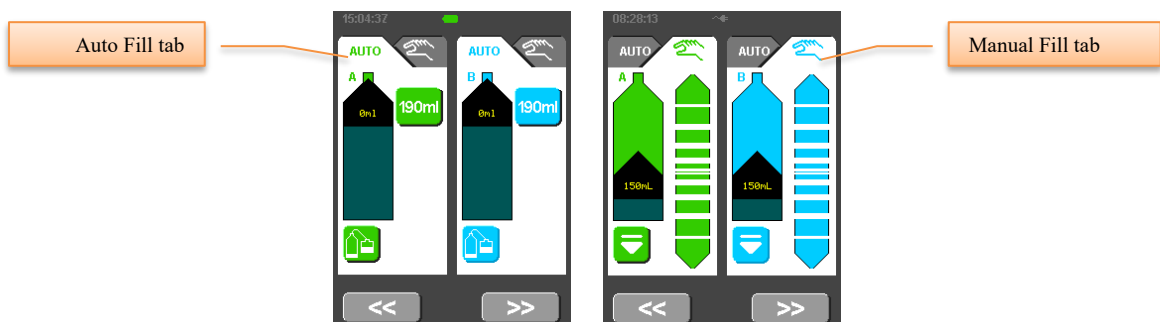 Auto Fill tab
15:04:37
AUTO
AUTO
A
B
0ml
190ml
0ml
190ml
<<
>>
08:28:13
AUTO
AUTO
A
B
150mL
150mL
<<
>>
Manual Fill tab